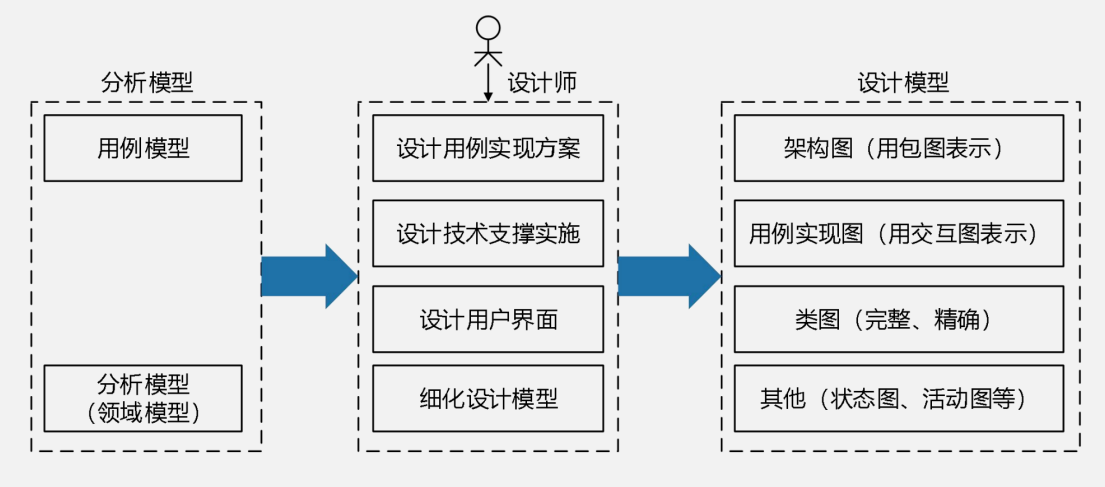 分析模型
用例模型
分析模型
（领域模型）
设计师
设计用例实现方案
设计技术支撑实施
设计用户界面
细化设计模型
设计模型
架构图（用包图表示）
用例实现图（用交互图表示）
类图（完整、精确）
其他（状态图、活动图等）